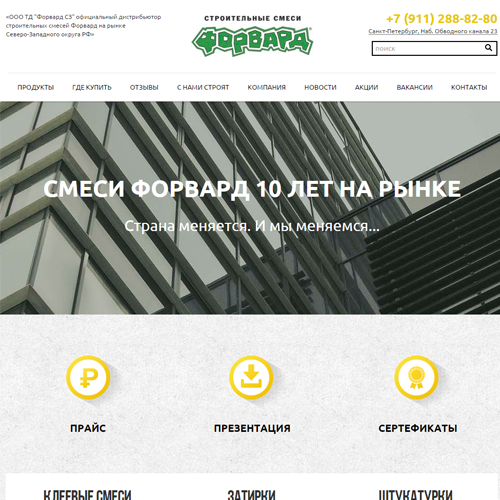 «ООО ТД "Форвард СЗ" официальный дистрибьютор
строительных смесей Форвард на рынке
Северо-Западного округа РФ»
СТРОИТЕЛЬНЫЕ СМЕСИ
ФОРВАРД
+7 (911) 288-82-80
Санкт-Петербург, Наб. Обводного канала 23
поиск
ПРОДУКТЫ ГДЕ КУПИТЬ ОТЗЫВЫ С НАМИ СТРОЯТ КОМПАНИЯ НОВОСТИ АКЦИИ ВАКАНСИИ КОНТАКТЫ
СМЕСИ ФОРВАРД 10 ЛЕТ НА РЫНКЕ
Страна меняется. И мы меняемся...
ПРАЙС ПРЕЗЕНТАЦИЯ СЕРТЕФИКАТЫ
КЛЕЕВЫЕ СМЕСИ ЗАТИРКИ ШТУКАТУРКИ